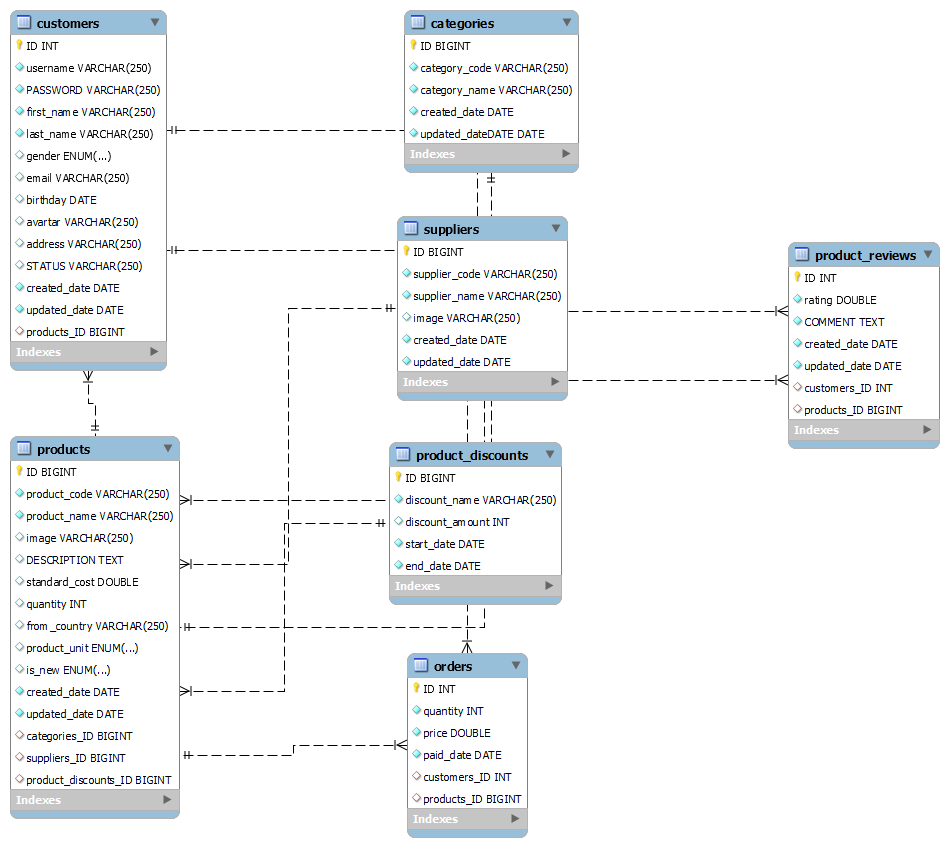 customers
ID INT
username VARCHAR(250)
PASSWORD VARCHAR(250)
first_name VARCHAR(250)
last_name VARCHAR(250)
gender ENUM(...)
email VARCHAR(250)
birthday DATE
avartar VARCHAR(250)
address VARCHAR(250)
STATUS VARCHAR(250)
created_date DATE
updated_date DATE
products_ID BIGINT
Indexes
categories
ID BIGINT
category_code VARCHAR(250)
category_name VARCHAR(250)
created_date DATE
updated_dateDATE DATE
Indexes
suppliers
ID BIGINT
supplier_code VARCHAR(250)
supplier_name VARCHAR(250)
image VARCHAR(250)
created_date DATE
updated_date DATE
Indexes
product_reviews
ID INT
rating DOUBLE
COMMENT TEXT
created_date DATE
updated_date DATE
customers_ID INT
products_ID BIGINT
Indexes
products
ID BIGINT
product_code VARCHAR(250)
product_name VARCHAR(250)
image VARCHAR(250)
DESCRIPTION TEXT
standard_cost DOUBLE
quantity INT
from_country VARCHAR(250)
product_unit ENUM(...)
is_new ENUM(...)
created_date DATE
updated_date DATE
categories_ID BIGINT
suppliers_ID BIGINT
product_discounts_ID BIGINT
Indexes
product_discounts
ID BIGINT
discount_name VARCHAR(250)
discount_amount INT
start_date DATE
end_date DATE
Indexes
orders
ID INT
quantity INT
price DOUBLE
paid_date DATE
customers_ID INT
products_ID BIGINT
Indexes